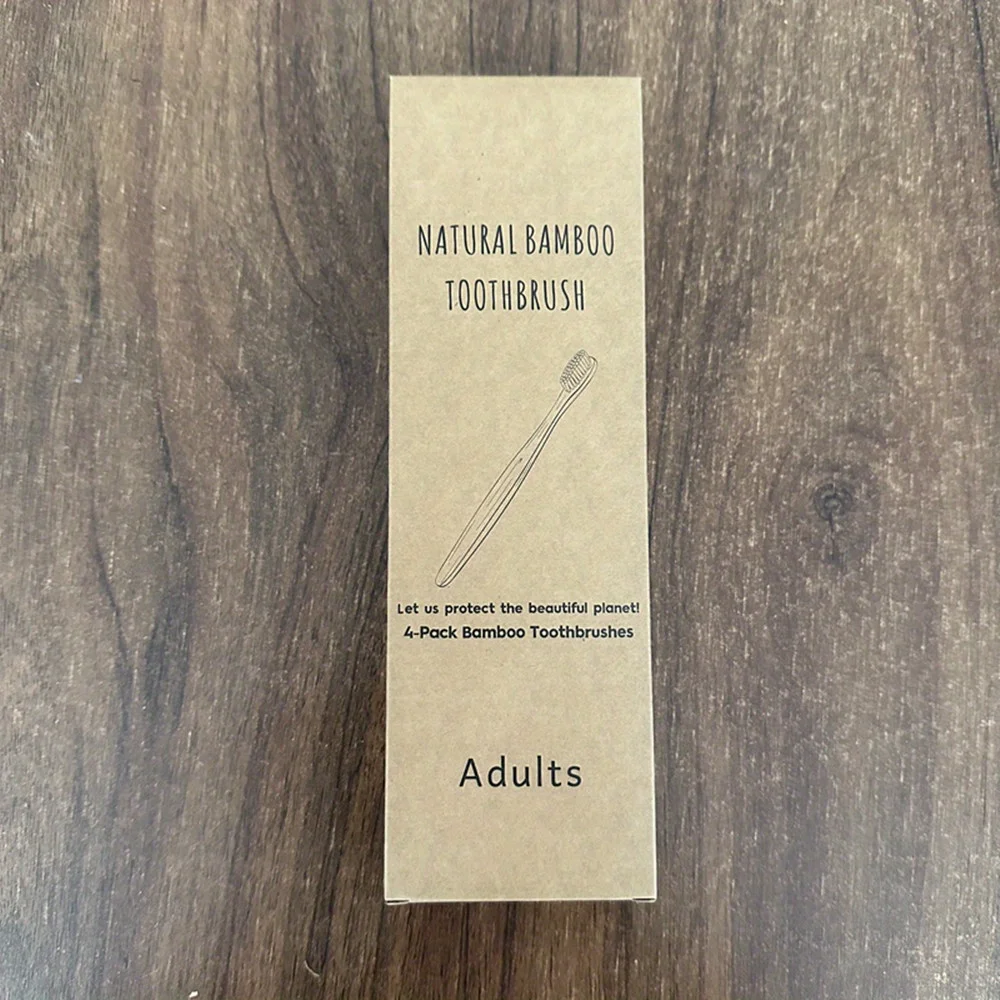 NATURAL BAMBOO
TOOTHBRUSH
Let us protect the beautiful planet!
4-Pack Bamboo Toothbrushes
Adults